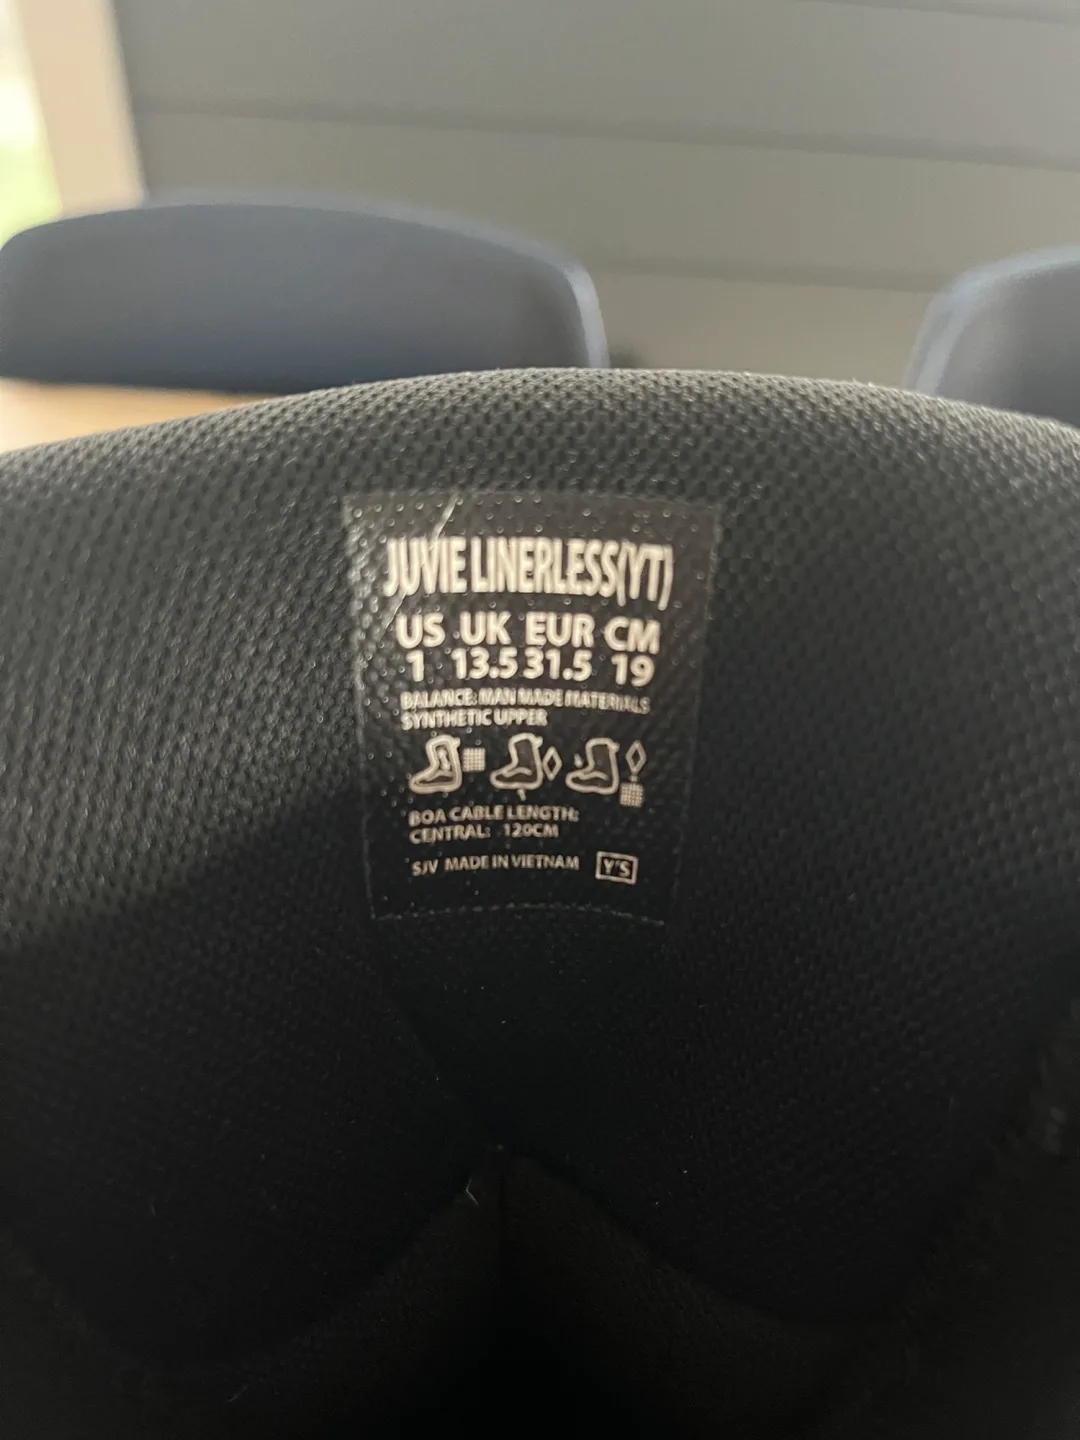 JUVIE LINERLESS(YT)
US UK EUR CM
1 13.5 31.5 19
BALANCE: MAN MADE MATERIALS
SYNTHETIC UPPER
BOA CABLE LENGTH:
CENTRAL: 120CM
SJV MADE IN VIETNAM Y'S